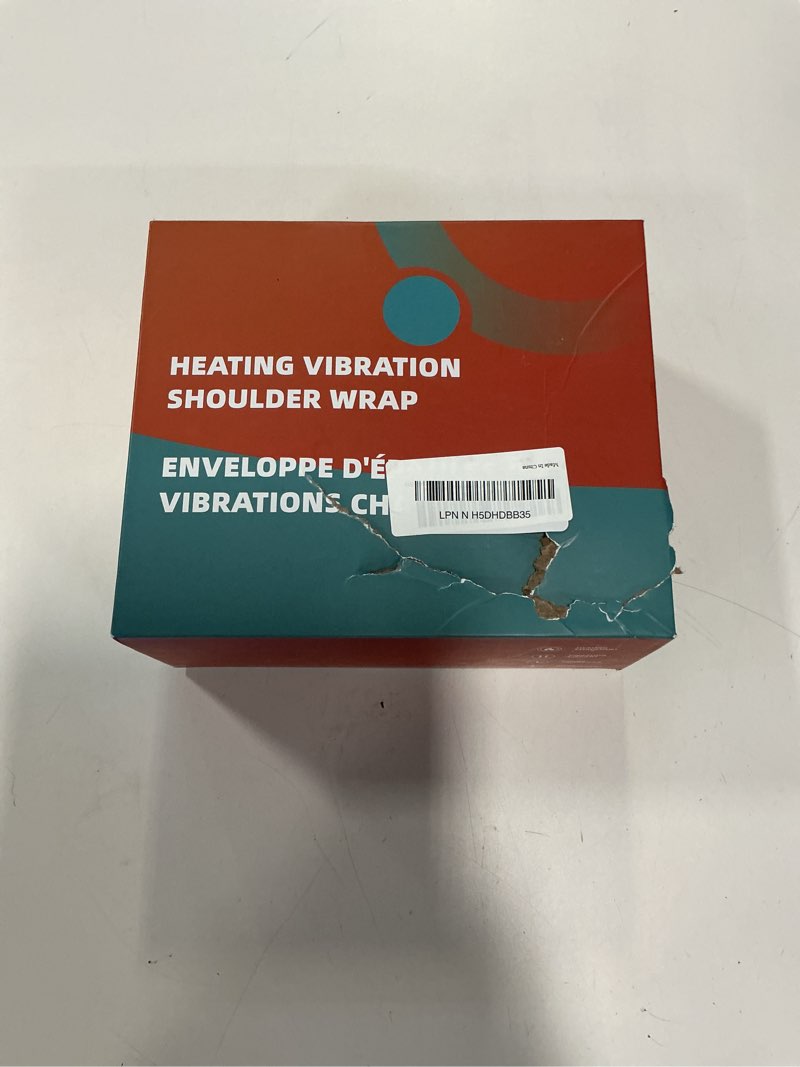 HEATING VIBRATION
SHOULDER WRAP
ENVELOPPE D'É
VIBRATIONS CH
Made In China
LPN N H5DHDBB35